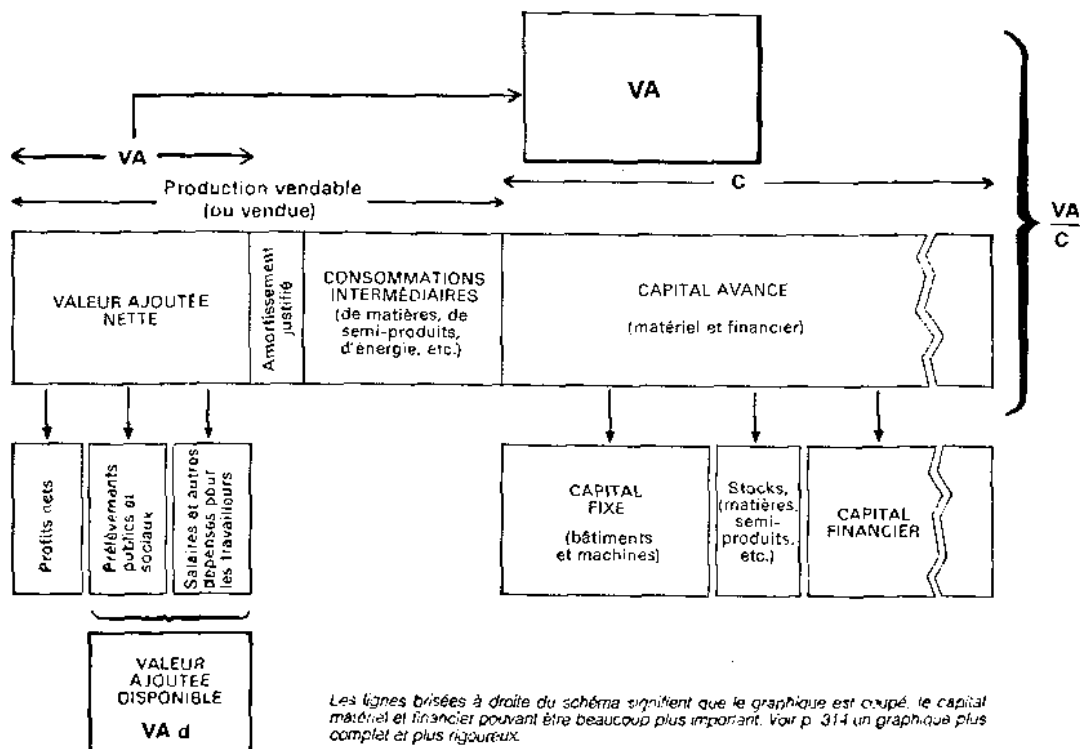 VA
VA
C
Production vendable
(ou vendue)
VA
C
VALEUR AJOUTÉE
NETTE
Amortissement
justifié
CONSOMMATIONS
INTERMÉDIAIRES
(de matières, de
semi-produits,
d'énergie, etc.)
CAPITAL AVANCE
(matériel et financier)
Profits nets
Prélèvements
publics et
sociaux
Salaires et autres
dépenses pour
les travailleurs
CAPITAL
FIXE
(bâtiments
et machines)
Stocks,
(matières,
semi-
produits,
etc.)
CAPITAL
FINANCIER
VALEUR
AJOUTÉE
DISPONIBLE
VA d
Les lignes brisées à droite du schéma signifient que le graphique est coupé, le capital
matériel et financier pouvant être beaucoup plus important. Voir p. 314 un graphique plus
complet et plus rigoureux.